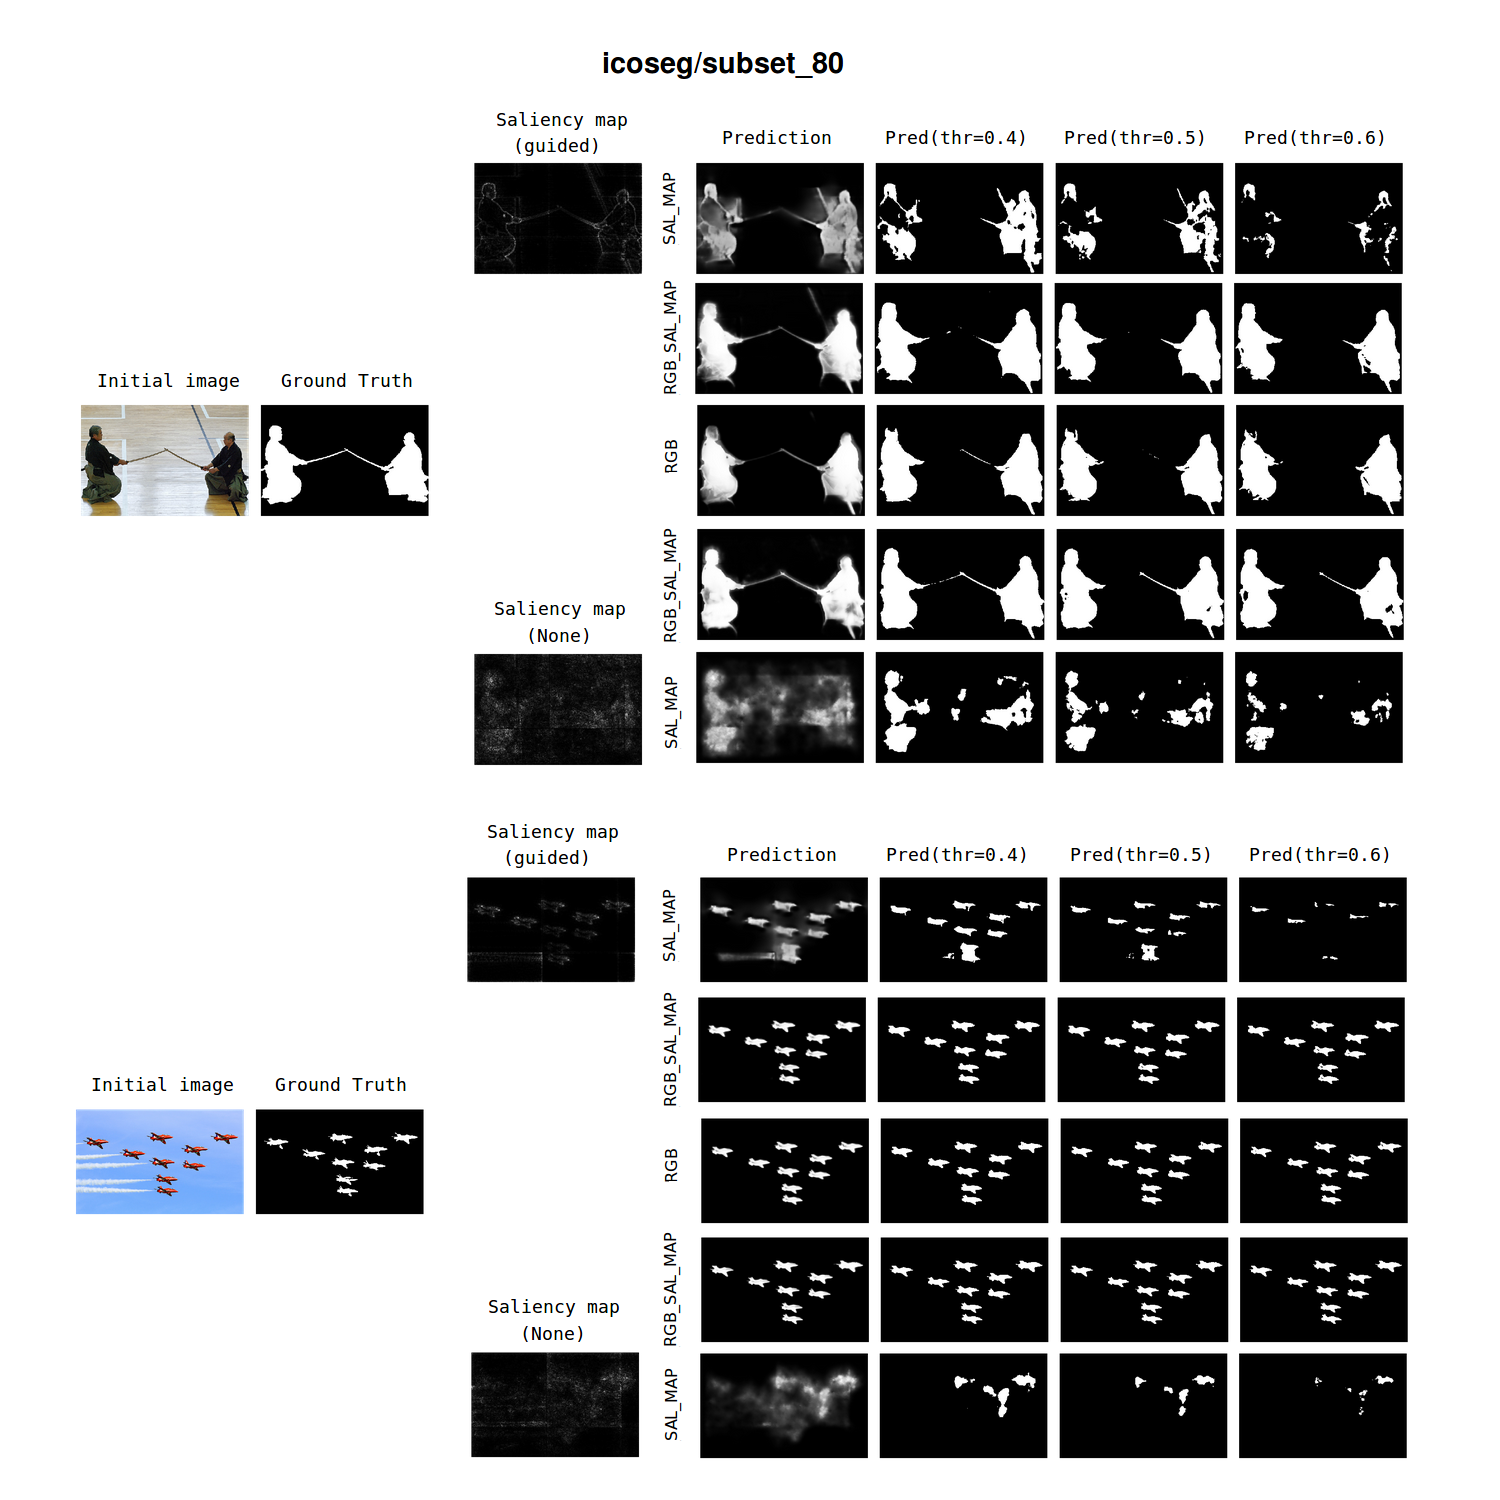 icoseg/subset_80
Saliency map
(guided)
Prediction
Pred(thr=0.4)
Pred(thr=0.5)
Pred(thr=0.6)
SAL_MAP
RGB_SAL_MAP
Initial image
Ground Truth
RGB
RGB_SAL_MAP
Saliency map
(None)
SAL_MAP
Saliency map
(guided)
Prediction
Pred(thr=0.4)
Pred(thr=0.5)
Pred(thr=0.6)
SAL_MAP
RGB_SAL_MAP
Initial image
Ground Truth
RGB
RGB_SAL_MAP
Saliency map
(None)
SAL_MAP